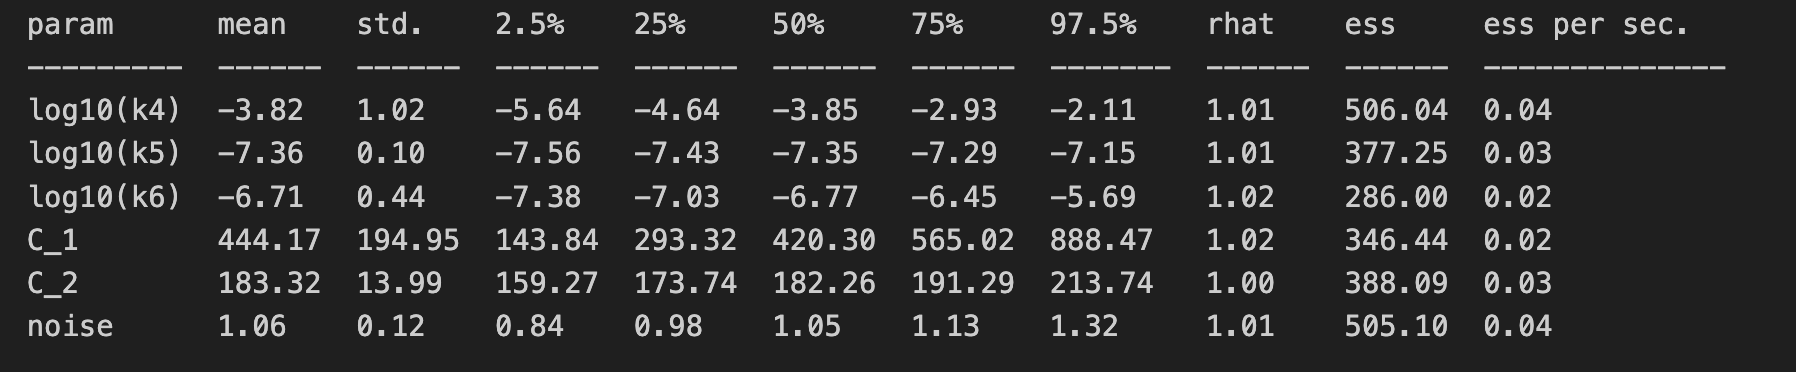 param      mean    std.    2.5%    25%     50%     75%     97.5%    rhat    ess     ess per sec.
---------  ------  ------  ------  ------  ------  ------  -------  ------  ------  --------------
log10(k4)  -3.82   1.02    -5.64   -4.64   -3.85   -2.93   -2.11    1.01    506.04  0.04
log10(k5)  -7.36   0.10    -7.56   -7.43   -7.35   -7.29   -7.15    1.01    377.25  0.03
log10(k6)  -6.71   0.44    -7.38   -7.03   -6.77   -6.45   -5.69    1.02    286.00  0.02
C_1        444.17  194.95  143.84  293.32  420.30  565.02  888.47   1.02    346.44  0.02
C_2        183.32  13.99   159.27  173.74  182.26  191.29  213.74   1.00    388.09  0.03
noise      1.06    0.12    0.84    0.98    1.05    1.13    1.32     1.01    505.10  0.04